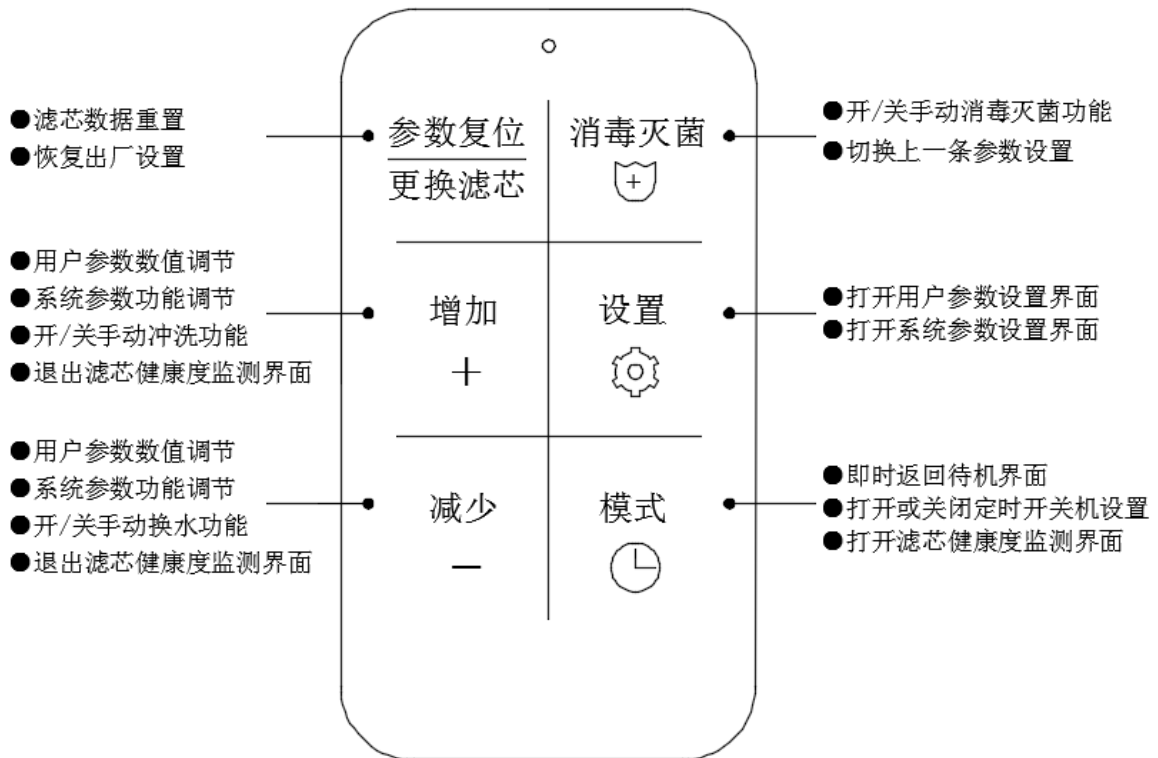 ●滤芯数据重置
●恢复出厂设置
参数复位
更换滤芯
消毒灭菌
+
●开/关手动消毒灭菌功能
●切换上一条参数设置
●用户参数数值调节
●系统参数功能调节
●开/关手动冲洗功能
●退出滤芯健康度监测界面
增加
+
设置
●打开用户参数设置界面
●打开系统参数设置界面
●用户参数数值调节
●系统参数功能调节
●开/关手动换水功能
●退出滤芯健康度监测界面
减少
－
模式
●即时返回待机界面
●打开或关闭定时开关机设置
●打开滤芯健康度监测界面